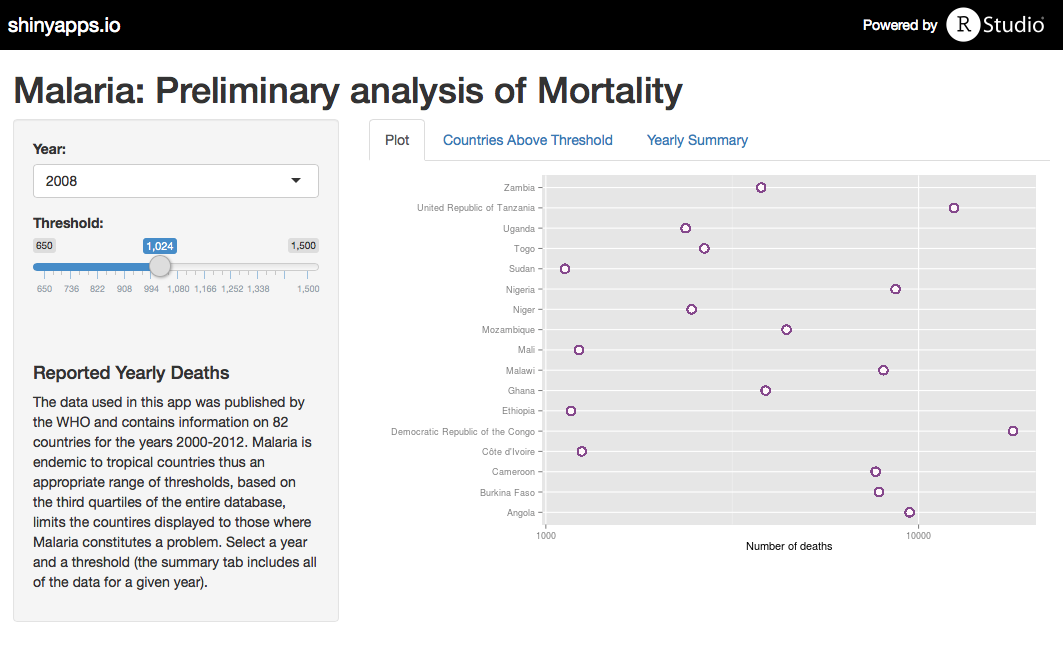 shinyapps.io
Powered by R Studio
Malaria: Preliminary analysis of Mortality
Year:
2008
Threshold:
650 1,024 1,500
650 736 822 908 994 1,080 1,166 1,252 1,338 1,500
Reported Yearly Deaths
The data used in this app was published by
the WHO and contains information on 82
countries for the years 2000-2012. Malaria is
endemic to tropical countries thus an
appropriate range of thresholds, based on
the third quartiles of the entire database,
limits the countires displayed to those where
Malaria constitutes a problem. Select a year
and a threshold (the summary tab includes all
of the data for a given year).
Plot Countries Above Threshold Yearly Summary
Zambia
United Republic of Tanzania
Uganda
Togo
Sudan
Nigeria
Niger
Mozambique
Mali
Malawi
Ghana
Ethiopia
Democratic Republic of the Congo
Côte d'Ivoire
Cameroon
Burkina Faso
Angola
1000 10000
Number of deaths